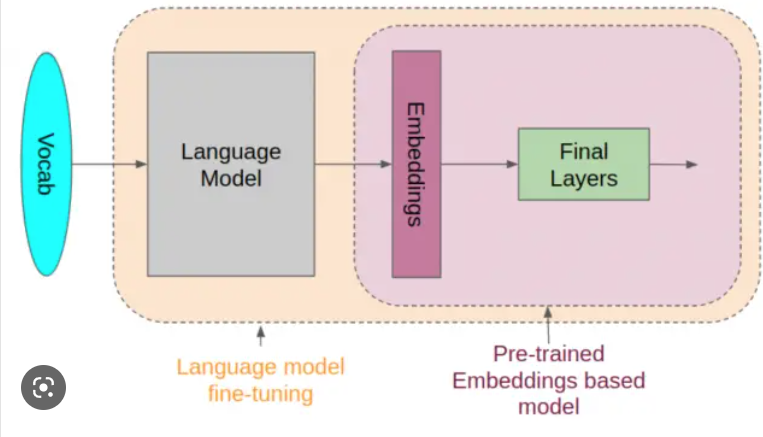 Vocab
Language
Model
Embeddings
Final
Layers
Language model
fine-tuning
Pre-trained
Embeddings based
model